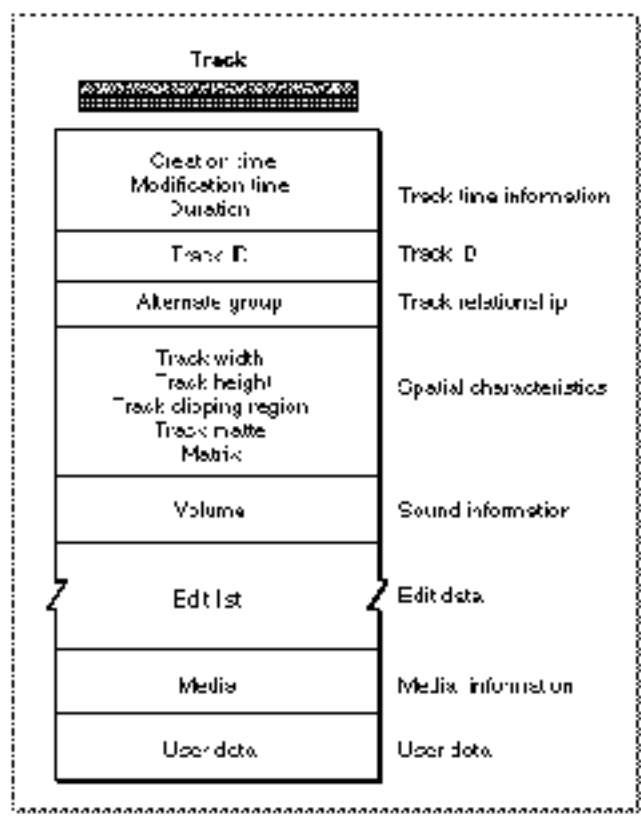 Track
Creation time
Modification time
Duration
Track time information
Track ID
Track ID
Alternate group
Track relationship
Track width
Track height
Track clipping region
Track matte
Matrix
Spatial characteristics
Volume
Sound information
Edit list
Edit data
Media
Media information
User data
User data